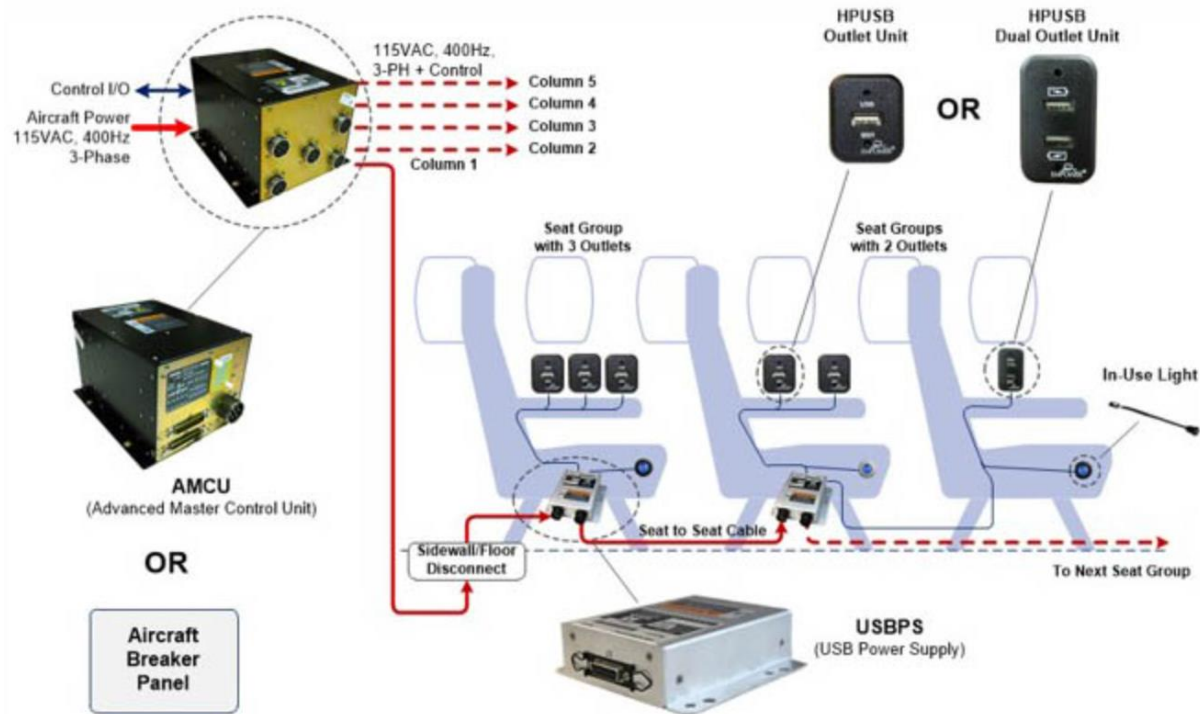 HPUSB
Outlet Unit
HPUSB
Dual Outlet Unit
OR
USB
115VAC, 400Hz,
3-PH + Control
Control I/O
Aircraft Power
115VAC, 400Hz
3-Phase
Column 5
Column 4
Column 3
Column 2
Column 1
Seat Group
with 3 Outlets
Seat Groups
with 2 Outlets
In-Use Light
AMCU
(Advanced Master Control Unit)
OR
Aircraft
Breaker
Panel
Sidewall/Floor
Disconnect
Seat to Seat Cable
To Next Seat Group
USBPS
(USB Power Supply)